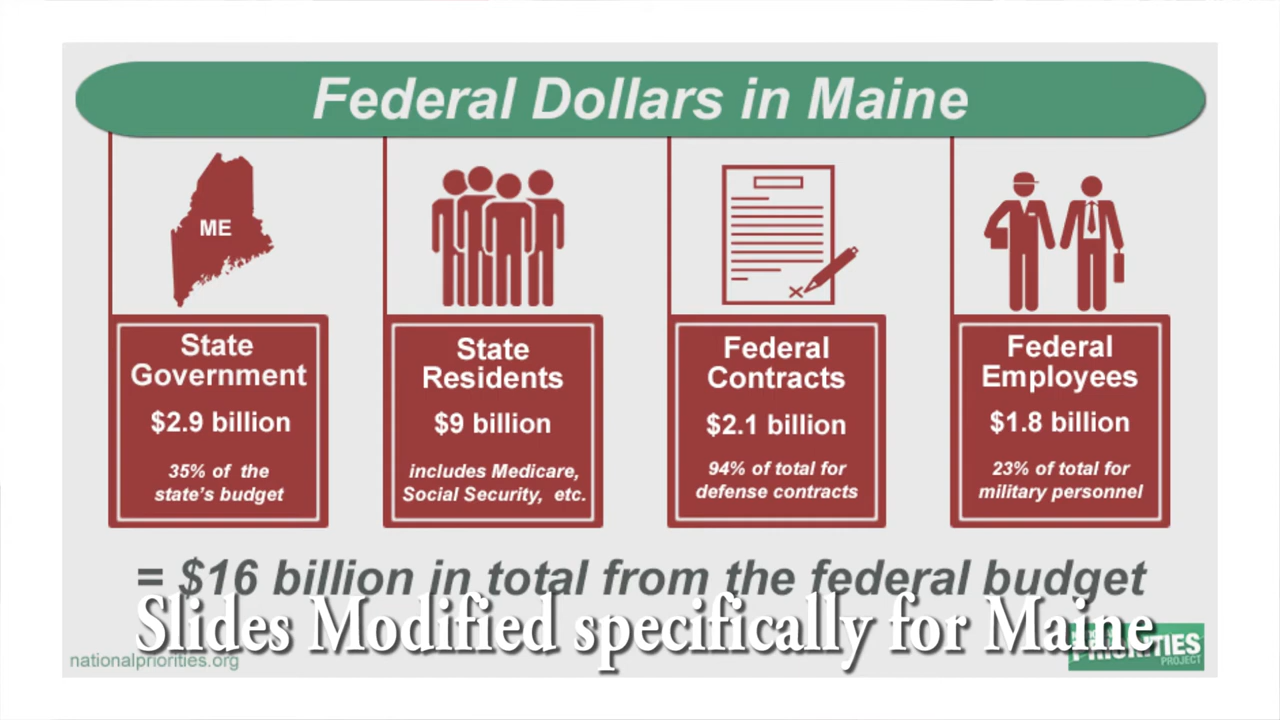 Federal Dollars in Maine
ME
State
Government
$2.9 billion
35% of the
state's budget
State
Residents
$9 billion
includes Medicare,
Social Security, etc.
Federal
Contracts
$2.1 billion
94% of total for
defense contracts
Federal
Employees
$1.8 billion
23% of total for
military personnel
= $16 billion in total from the federal budget
Slides Modified specifically for Maine
nationalpriorities.org
PRIORITIES
PROJECT